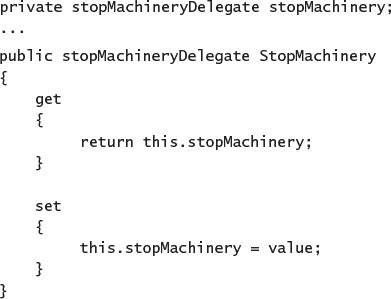 private stopMachineryDelegate stopMachinery;
...
public stopMachineryDelegate StopMachinery
{
    get
    {
        return this.stopMachinery;
    }

    set
    {
        this.stopMachinery = value;
    }
}